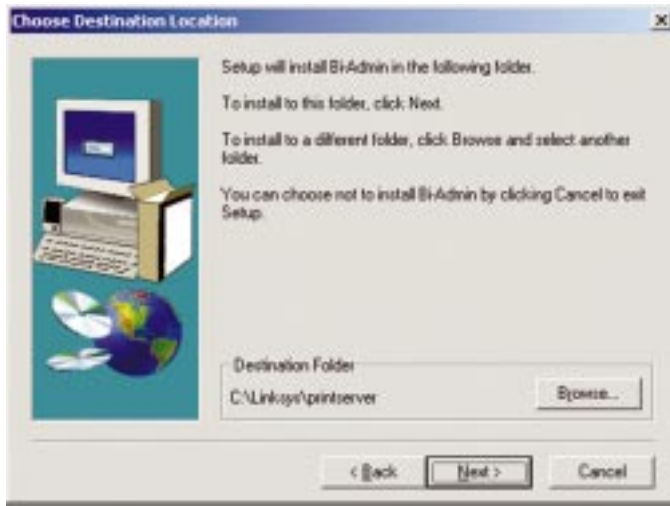 Choose Destination Location
Setup will install Bi-Admin in the following folder.
To install to this folder, click Next.
To install to a different folder, click Browse and select another
folder.
You can choose not to install Bi-Admin by clicking Cancel to exit
Setup.
Destination Folder
C:\Linksys\printserver
Browse...
< Back
Next >
Cancel